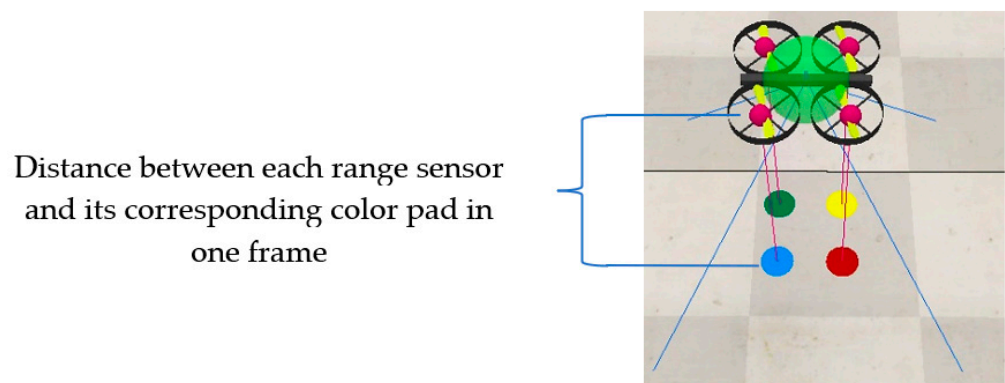 Distance between each range sensor
and its corresponding color pad in
one frame